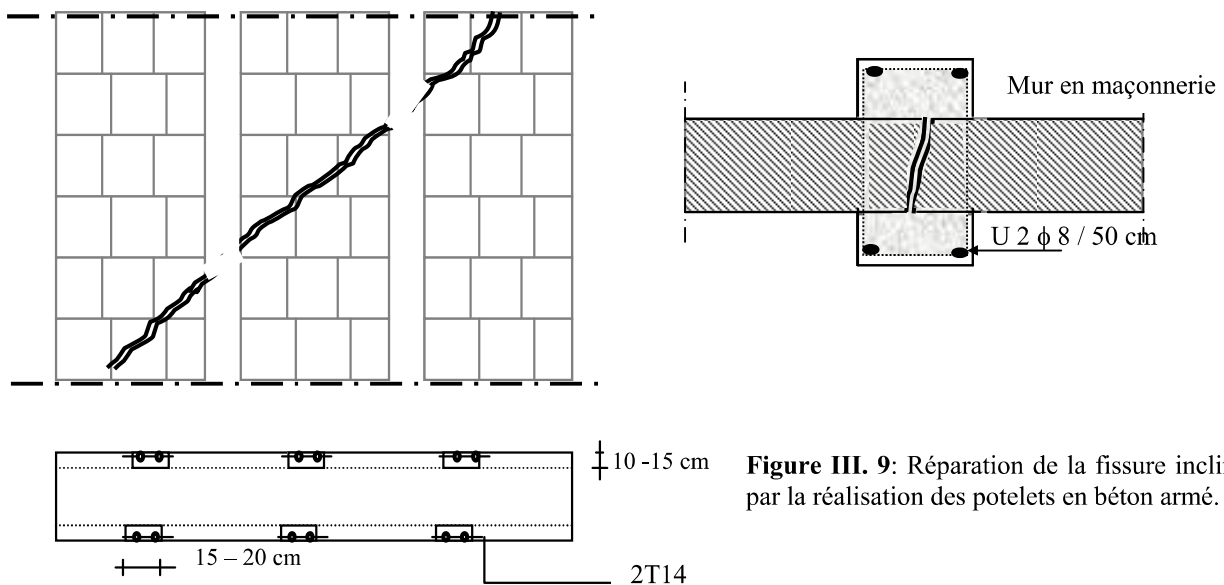 Mur en maçonnerie
U 2 ϕ 8 / 50 cm
10 -15 cm
15 – 20 cm
2T14
Figure III. 9: Réparation de la fissure incli
par la réalisation des potelets en béton armé.